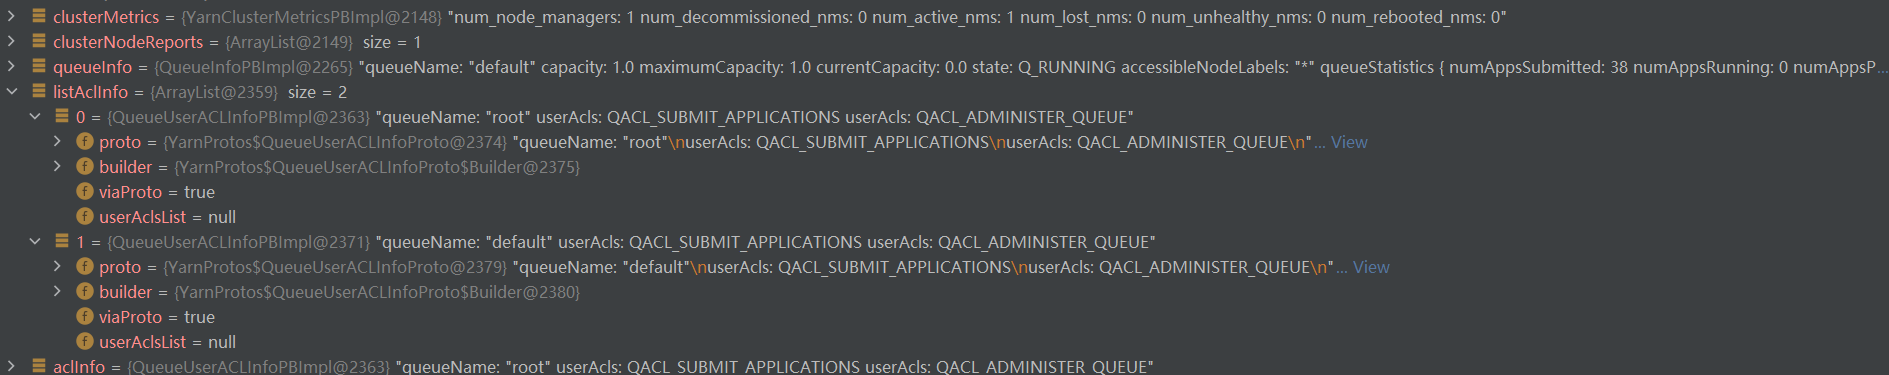 clusterMetrics = {YarnClusterMetricsPBImpl@2148} "num_node_managers: 1 num_decommissioned_nms: 0 num_active_nms: 1 num_lost_nms: 0 num_unhealthy_nms: 0 num_rebooted_nms: 0"
clusterNodeReports = {ArrayList@2149} size = 1
queueInfo = {QueueInfoPBImpl@2265} "queueName: "default" capacity: 1.0 maximumCapacity: 1.0 currentCapacity: 0.0 state: Q_RUNNING accessibleNodeLabels: "*" queueStatistics { numAppsSubmitted: 38 numAppsRunning: 0 numAppsP...
listAclInfo = {ArrayList@2359} size = 2
0 = {QueueUserACLInfoPBImpl@2363} "queueName: "root" userAcls: QACL_SUBMIT_APPLICATIONS userAcls: QACL_ADMINISTER_QUEUE"
f proto = {YarnProtos$QueueUserACLInfoProto@2374} "queueName: "root"\nuserAcls: QACL_SUBMIT_APPLICATIONS\nuserAcls: QACL_ADMINISTER_QUEUE\n"... View
f builder = {YarnProtos$QueueUserACLInfoProto$Builder@2375}
f viaProto = true
f userAclsList = null
1 = {QueueUserACLInfoPBImpl@2371} "queueName: "default" userAcls: QACL_SUBMIT_APPLICATIONS userAcls: QACL_ADMINISTER_QUEUE"
f proto = {YarnProtos$QueueUserACLInfoProto@2379} "queueName: "default"\nuserAcls: QACL_SUBMIT_APPLICATIONS\nuserAcls: QACL_ADMINISTER_QUEUE\n"... View
f builder = {YarnProtos$QueueUserACLInfoProto$Builder@2380}
f viaProto = true
f userAclsList = null
aclInfo = {QueueUserACLInfoPBImpl@2363} "queueName: "root" userAcls: QACL_SUBMIT_APPLICATIONS userAcls: QACL_ADMINISTER_QUEUE"